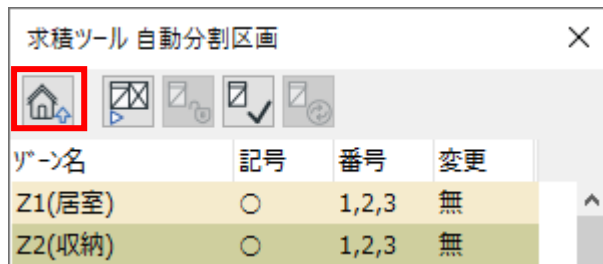 求積ツール 自動分割区画
ｿﾞｰﾝ名 記号 番号 変更
Z1(居室) ○ 1,2,3 無
Z2(収納) ○ 1,2,3 無